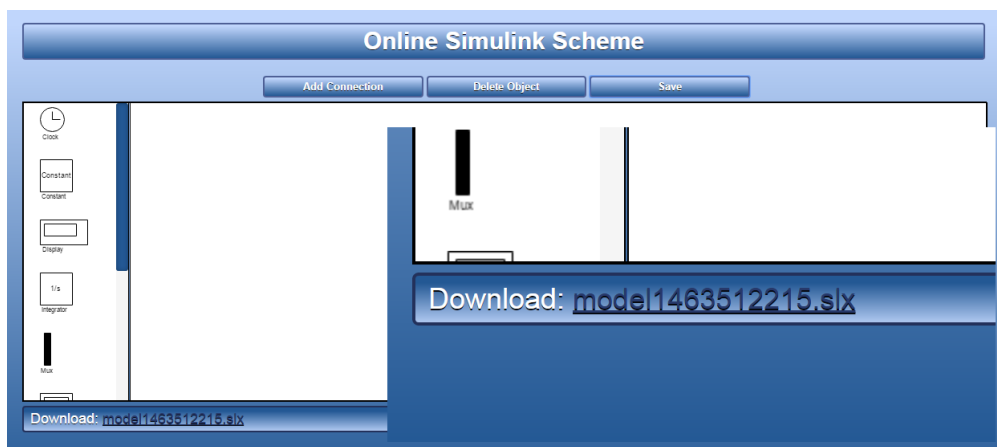 Online Simulink Scheme
Add Connection Delete Object Save
Clock
Constant
Constant
Display
1/s
Integrator
Mux
Download: model1463512215.slx
Mux
Download: model1463512215.slx